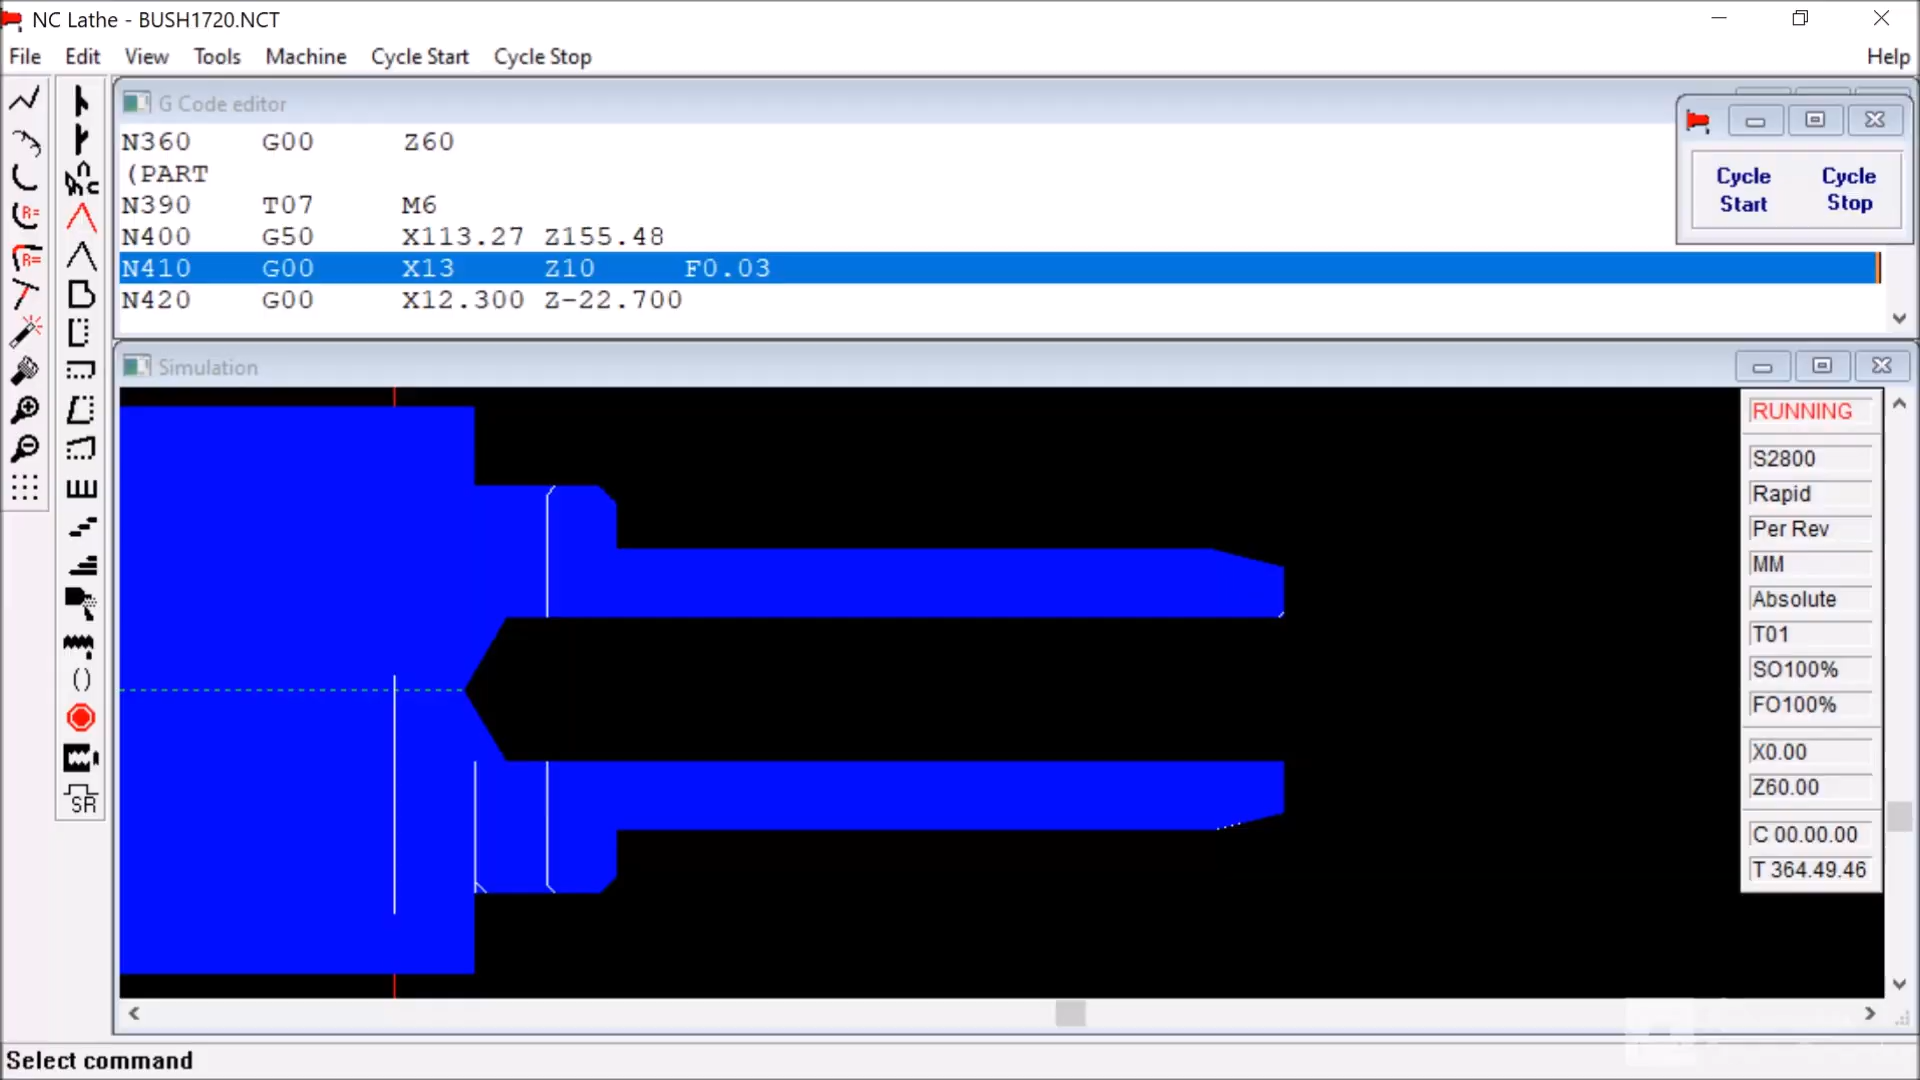 NC Lathe - BUSH1720.NCT
File Edit View Tools Machine Cycle Start Cycle Stop Help
G Code editor
N360 G00 Z60
(PART
N390 T07 M6
N400 G50 X113.27 Z155.48
N410 G00 X13 Z10 F0.03
N420 G00 X12.300 Z-22.700
Cycle Start
Cycle Stop
Simulation
RUNNING
S2800
Rapid
Per Rev
MM
Absolute
T01
SO100%
FO100%
X0.00
Z60.00
C 00.00.00
T 364.49.46
R=
R=
()
SR
Select command